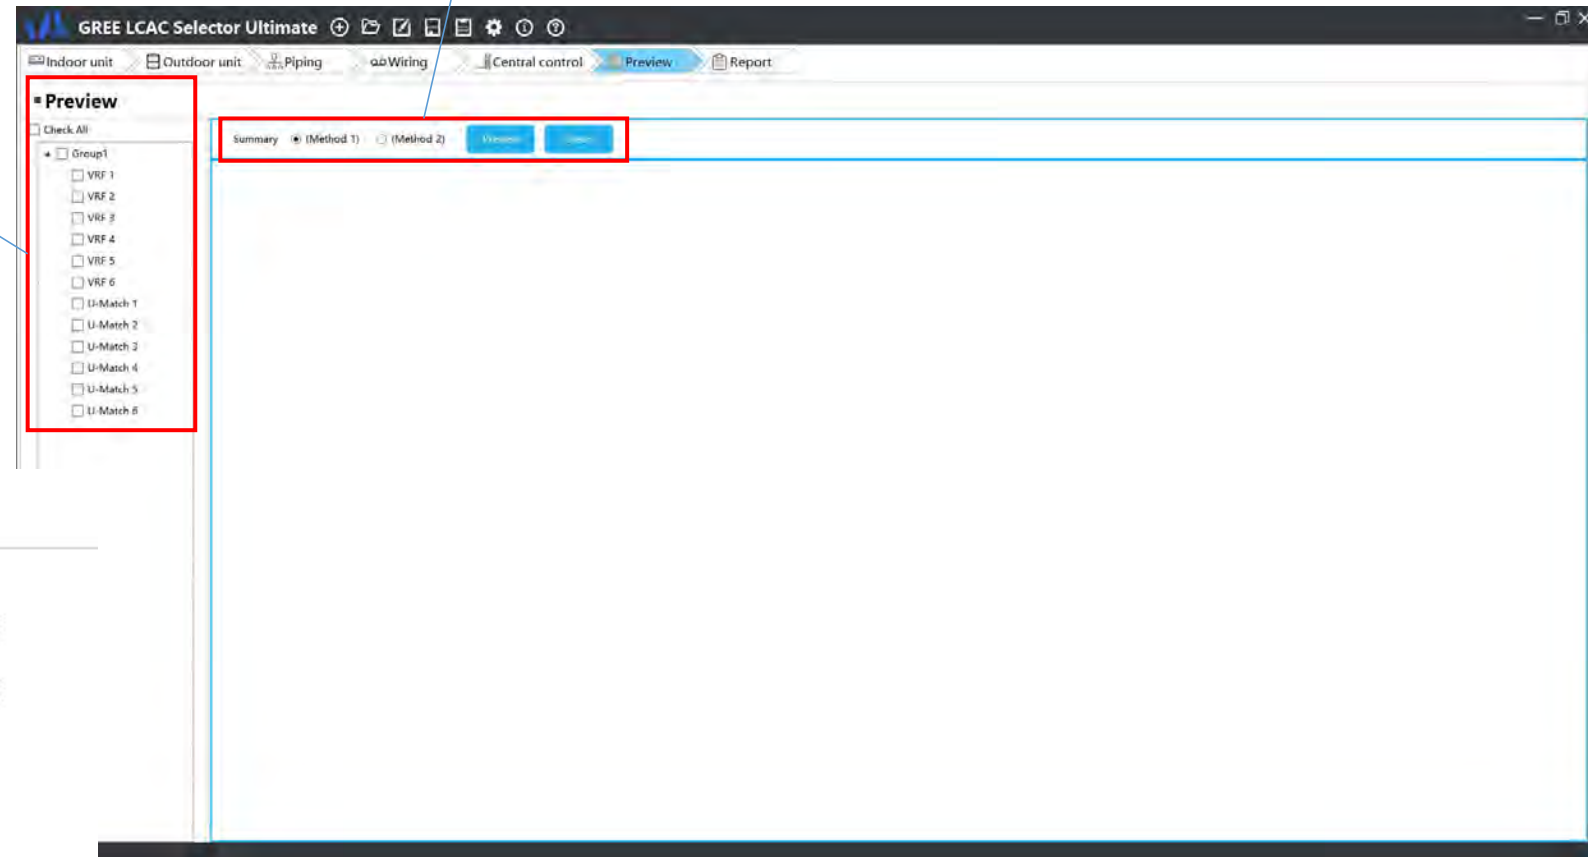 GREE LCAC Selector Ultimate
Indoor unit Outdoor unit Piping Wiring Central control Preview Report
Preview
Check All
Summary (Method 1) (Method 2) Preview
Group1
VRF 1
VRF 2
VRF 3
VRF 4
VRF 5
VRF 6
U-Match 1
U-Match 2
U-Match 3
U-Match 4
U-Match 5
U-Match 6